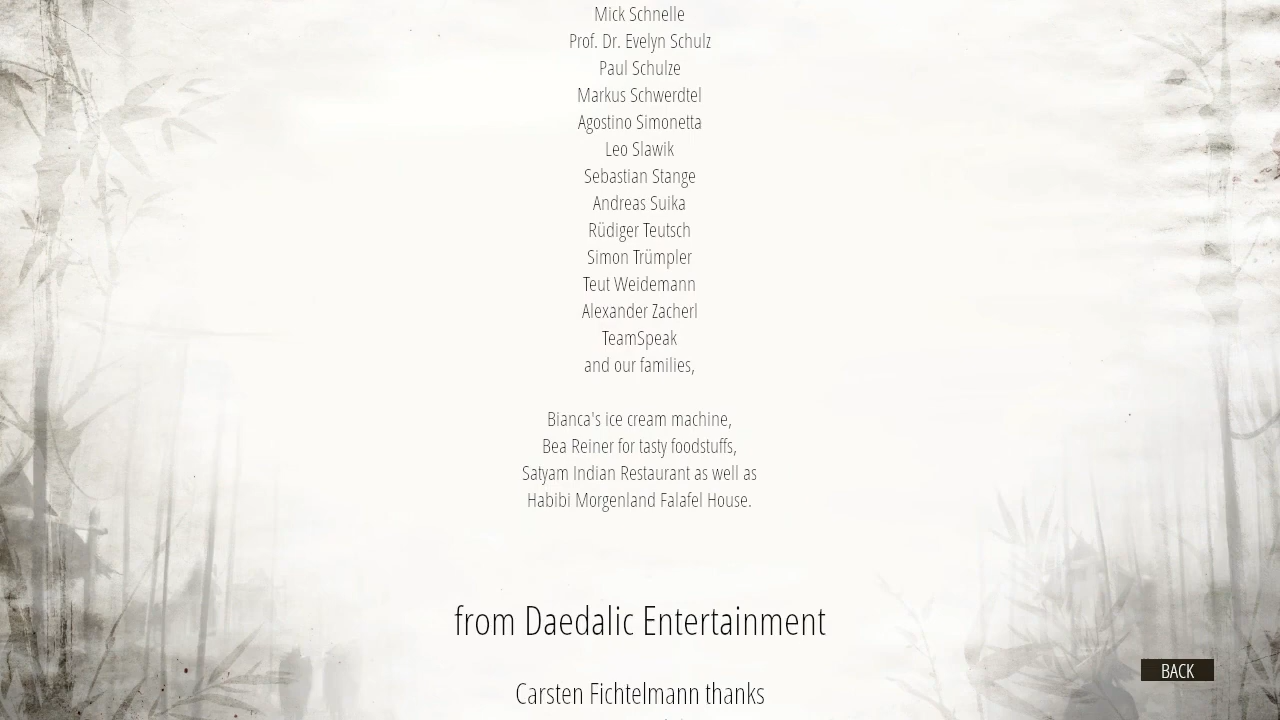 Mick Schnelle
Prof. Dr. Evelyn Schulz
Paul Schulze
Markus Schwerdtel
Agostino Simonetta
Leo Slawik
Sebastian Stange
Andreas Suika
Rüdiger Teutsch
Simon Trümpler
Teut Weidemann
Alexander Zacherl
TeamSpeak
and our families,
Bianca's ice cream machine,
Bea Reiner for tasty foodstuffs,
Satyam Indian Restaurant as well as
Habibi Morgenland Falafel House.
from Daedalic Entertainment
BACK
Carsten Fichtelmann thanks